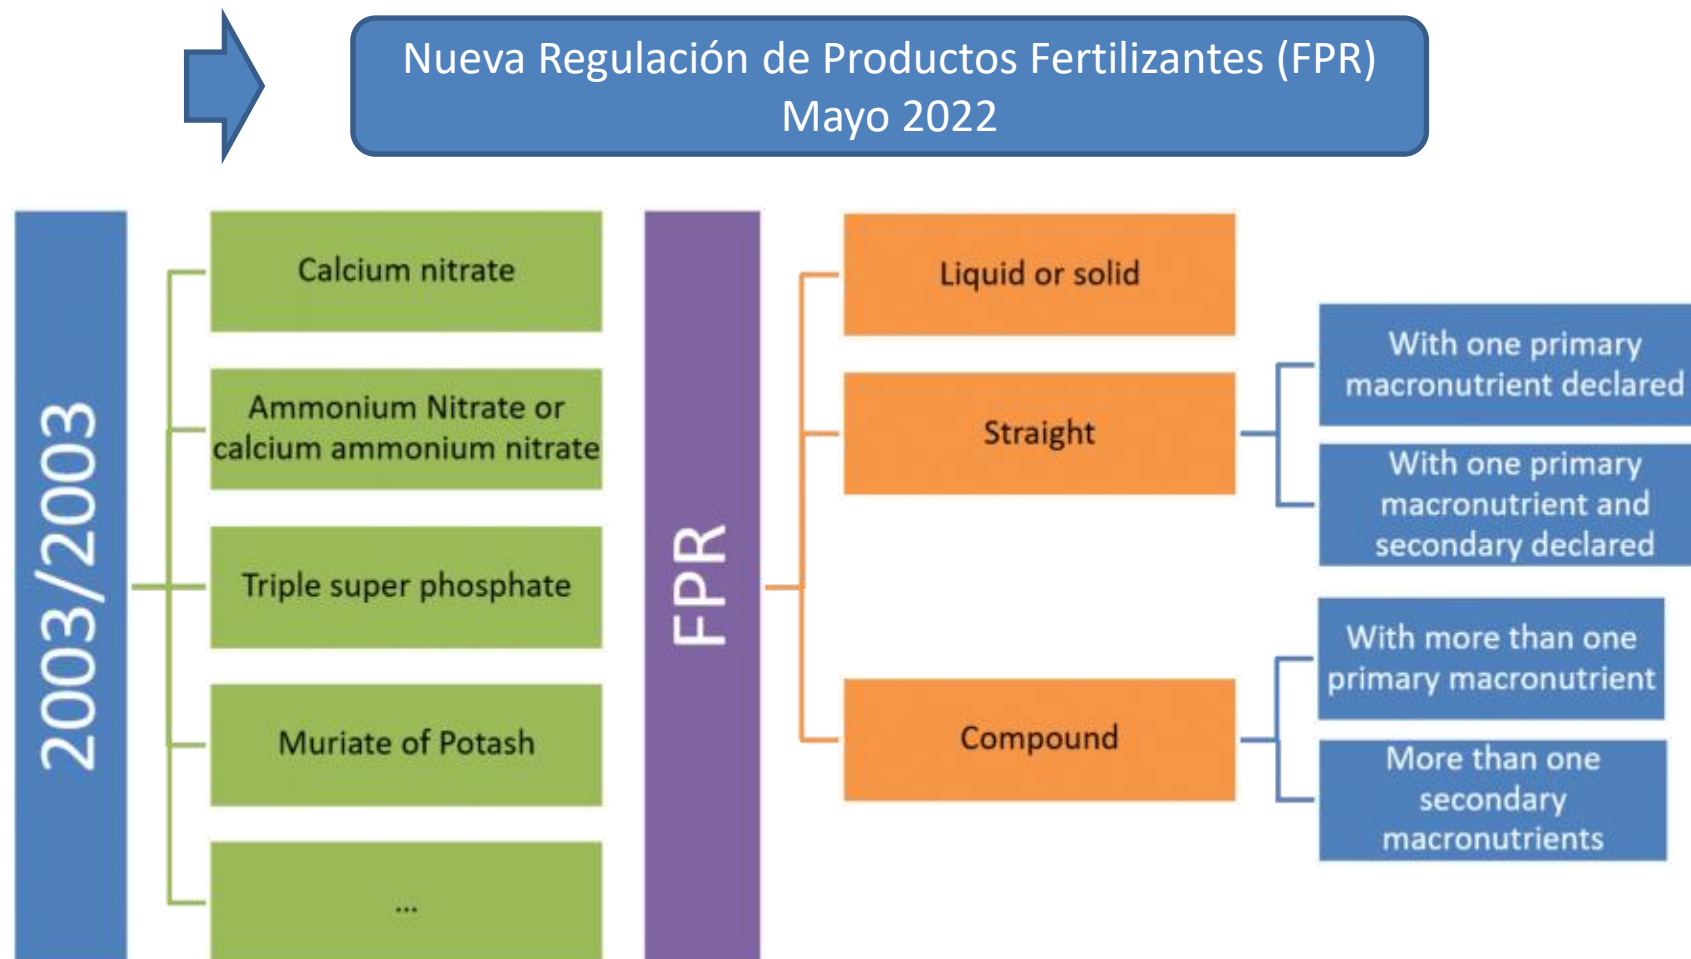 Nueva Regulación de Productos Fertilizantes (FPR)
Mayo 2022
2003/2003
Calcium nitrate
Ammonium Nitrate or
calcium ammonium nitrate
Triple super phosphate
Muriate of Potash
...
FPR
Liquid or solid
Straight
With one primary
macronutrient declared
With one primary
macronutrient and
secondary declared
Compound
With more than one
primary macronutrient
More than one
secondary
macronutrients